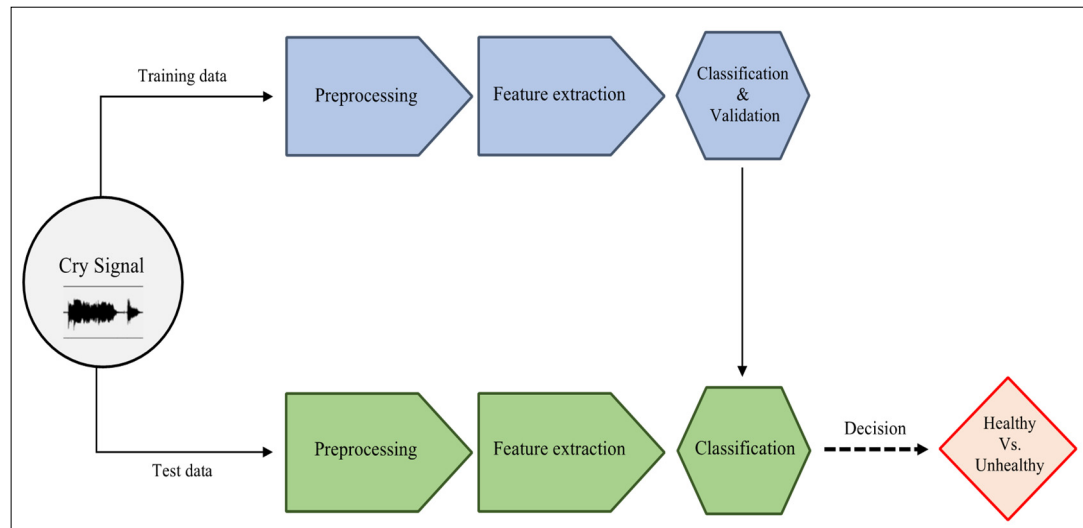 Training data
Preprocessing
Feature extraction
Classification
&
Validation
Cry Signal
Test data
Preprocessing
Feature extraction
Classification
Decision
Healthy
Vs.
Unhealthy